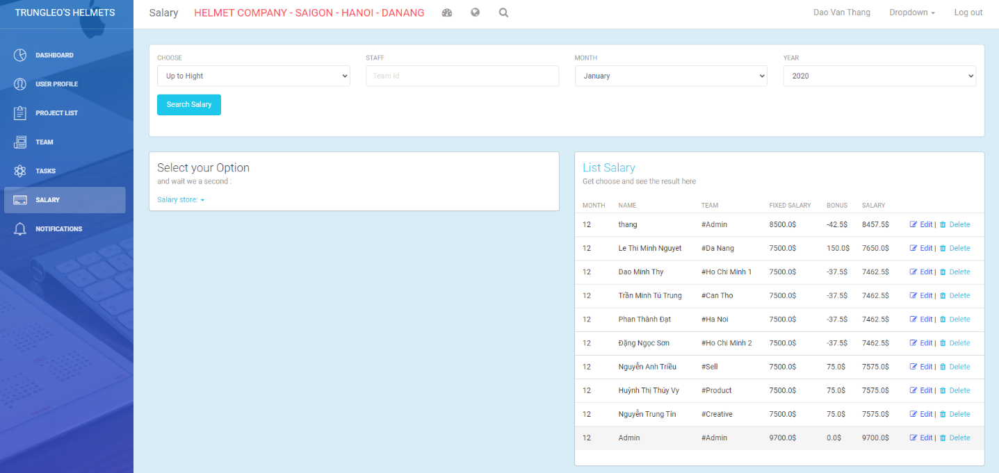 TRUNGLEO'S HELMETS
Salary HELMET COMPANY - SAIGON - HANOI - DANANG Dao Van Thang Dropdown Log out
DASHBOARD
USER PROFILE
PROJECT LIST
TEAM
TASKS
SALARY
NOTIFICATIONS
CHOOSE STAFF MONTH YEAR
Up to Hight Team Id January 2020
Search Salary
Select your Option
and wait we a second :
Salary store:
List Salary
Get choose and see the result here
MONTH NAME TEAM FIXED SALARY BONUS SALARY
12 thang #Admin 8500.0$ -42.5$ 8457.5$ Edit | Delete
12 Le Thi Minh Nguyet #Da Nang 7500.0$ 150.0$ 7650.0$ Edit | Delete
12 Dao Minh Thy #Ho Chi Minh 1 7500.0$ -37.5$ 7462.5$ Edit | Delete
12 Trần Minh Tú Trung #Can Tho 7500.0$ -37.5$ 7462.5$ Edit | Delete
12 Phan Thành Đạt #Ha Noi 7500.0$ -37.5$ 7462.5$ Edit | Delete
12 Đặng Ngọc Sơn #Ho Chi Minh 2 7500.0$ -37.5$ 7462.5$ Edit | Delete
12 Nguyễn Anh Triều #Sell 7500.0$ 75.0$ 7575.0$ Edit | Delete
12 Huỳnh Thị Thúy Vy #Product 7500.0$ 75.0$ 7575.0$ Edit | Delete
12 Nguyễn Trung Tín #Creative 7500.0$ 75.0$ 7575.0$ Edit | Delete
12 Admin #Admin 9700.0$ 0.0$ 9700.0$ Edit | Delete